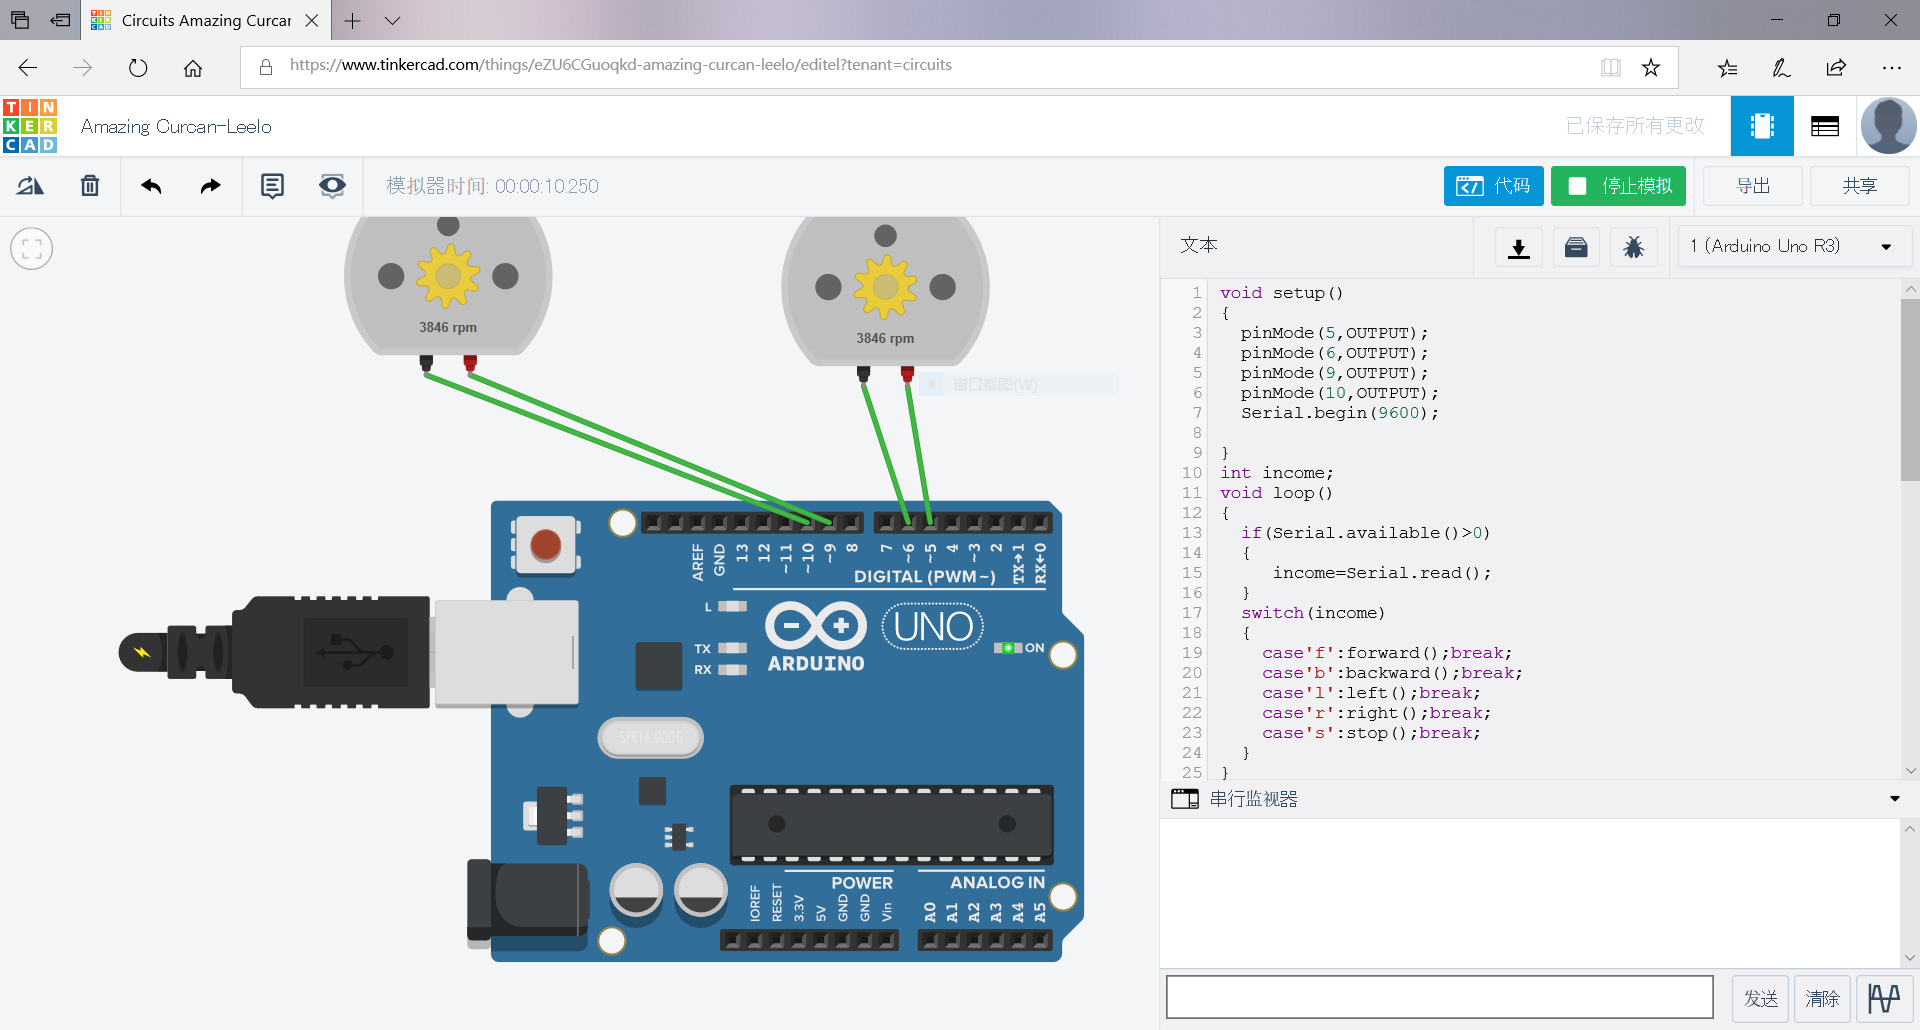 Circuits Amazing Curcar
https://www.tinkercad.com/things/eZU6CGuoqkd-amazing-curcan-leelo/editel?tenant=circuits
TIN
KER
CAD
Amazing Curcan-Leelo
已保存所有更改
模拟器时间: 00:00:10.250
代码
停止模拟
导出
共享
文本
1 (Arduino Uno R3)
3846 rpm
3846 rpm
窗口截图(W)
AREF
GND
13
12
~11
~10
~9
8
7
~6
~5
4
~3
2
TX→1
RX←0
DIGITAL (PWM ~)
L
TX
RX
ARDUINO
UNO
ON
SPK16.000G
POWER
ANALOG IN
IOREF
RESET
3.3V
5V
GND
GND
Vin
A0
A1
A2
A3
A4
A5
1 void setup()
2 {
3 pinMode(5,OUTPUT);
4 pinMode(6,OUTPUT);
5 pinMode(9,OUTPUT);
6 pinMode(10,OUTPUT);
7 Serial.begin(9600);
8
9 }
10 int income;
11 void loop()
12 {
13 if(Serial.available()>0)
14 {
15 income=Serial.read();
16 }
17 switch(income)
18 {
19 case'f':forward();break;
20 case'b':backward();break;
21 case'l':left();break;
22 case'r':right();break;
23 case's':stop();break;
24 }
25 }
串行监视器
发送
清除